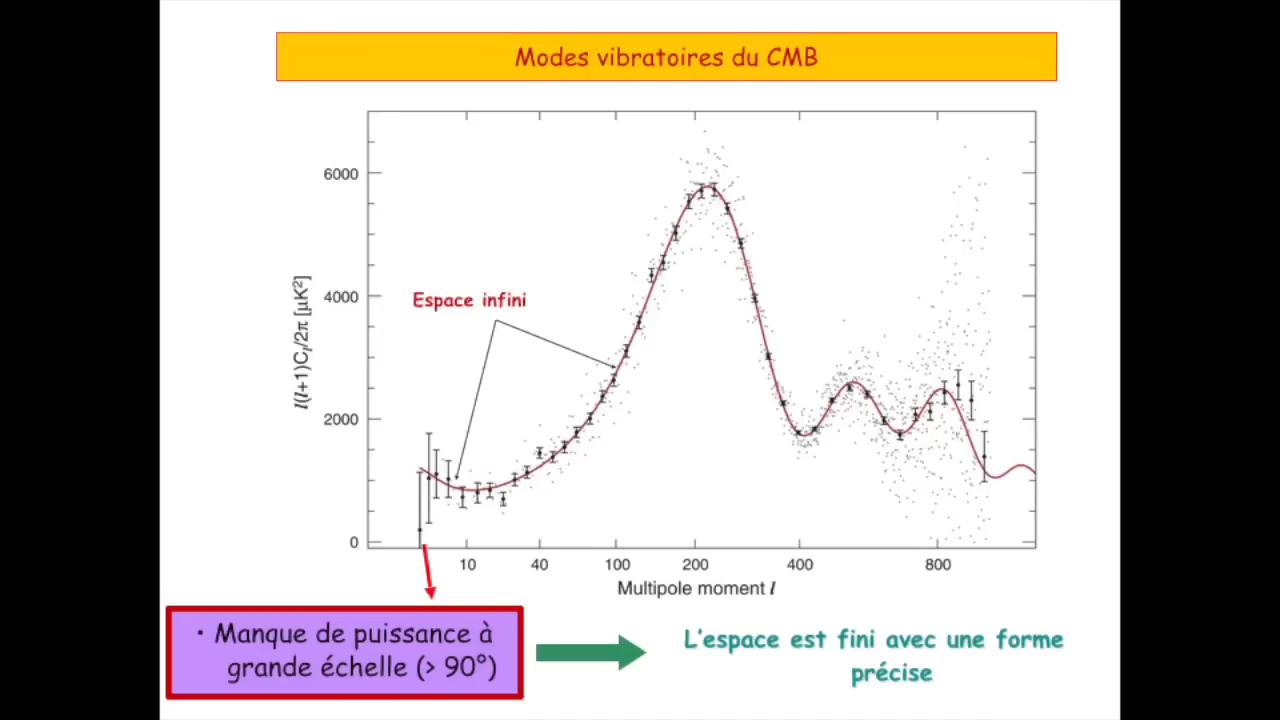 Modes vibratoires du CMB
6000
4000
2000
0
l(l+1)Cl/2π [μK²]
Espace infini
10 40 100 200 400 800
Multipole moment l
• Manque de puissance à
grande échelle (> 90°)
L'espace est fini avec une forme
précise